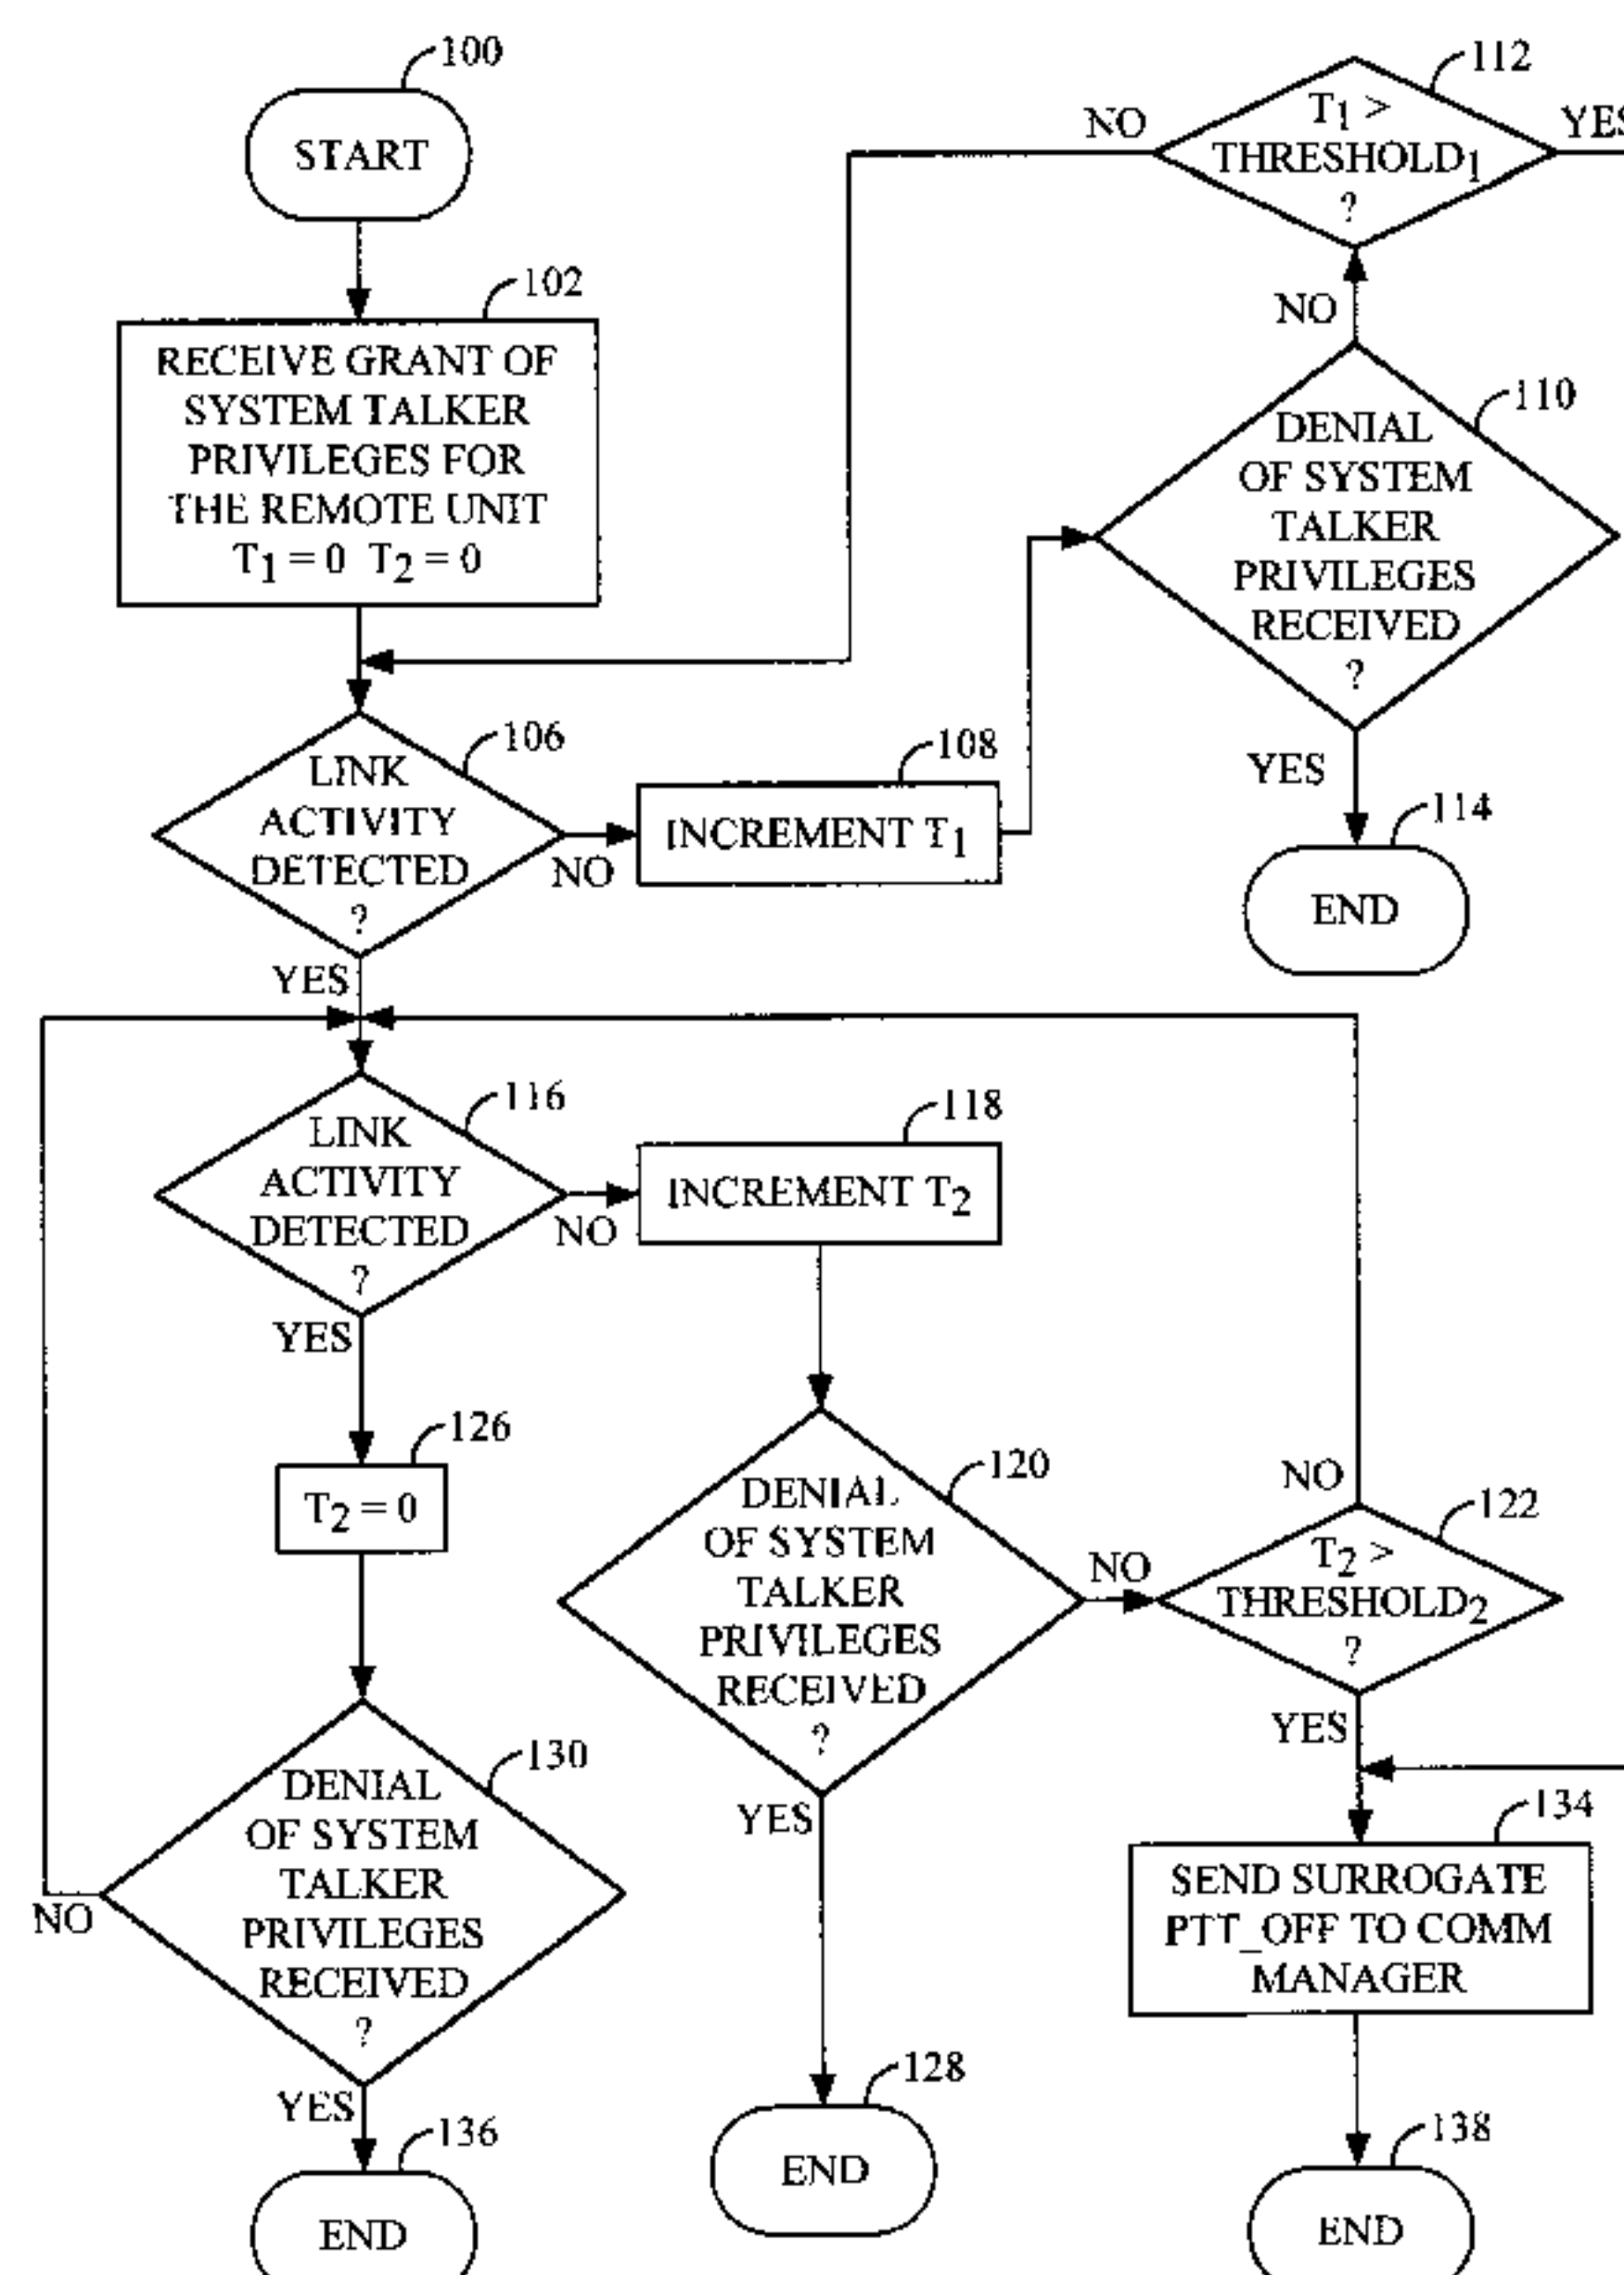 100
START
102
RECEIVE GRANT OF
SYSTEM TALKER
PRIVILEGES FOR
THE REMOTE UNIT
T1 = 0 T2 = 0
112
T1 >
THRESHOLD1
?
NO
YES
110
DENIAL
OF SYSTEM
TALKER
PRIVILEGES
RECEIVED
?
NO
YES
114
END
106
LINK
ACTIVITY
DETECTED
?
NO
YES
108
INCREMENT T1
116
LINK
ACTIVITY
DETECTED
?
NO
YES
118
INCREMENT T2
126
T2 = 0
120
DENIAL
OF SYSTEM
TALKER
PRIVILEGES
RECEIVED
?
NO
YES
122
T2 >
THRESHOLD2
?
NO
YES
130
DENIAL
OF SYSTEM
TALKER
PRIVILEGES
RECEIVED
?
NO
YES
134
SEND SURROGATE
PTT_OFF TO COMM
MANAGER
128
END
136
END
138
END